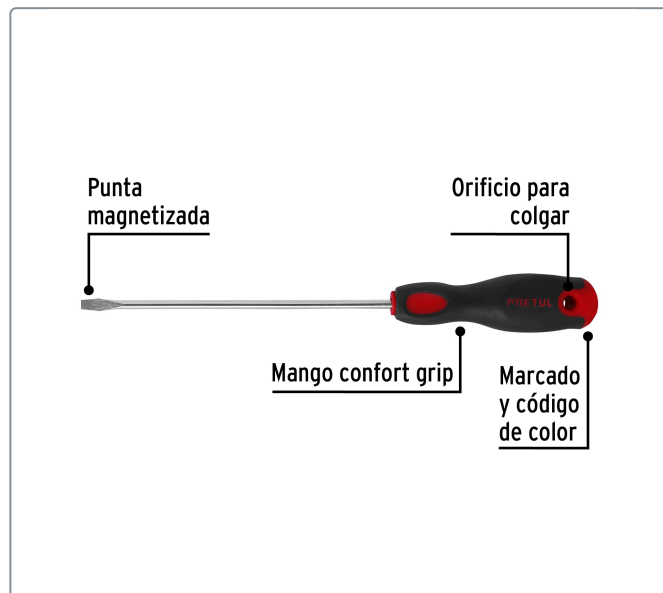 Punta
magnetizada
Orificio para
colgar
PRETUL
Mango confort grip
Marcado
y código
de color